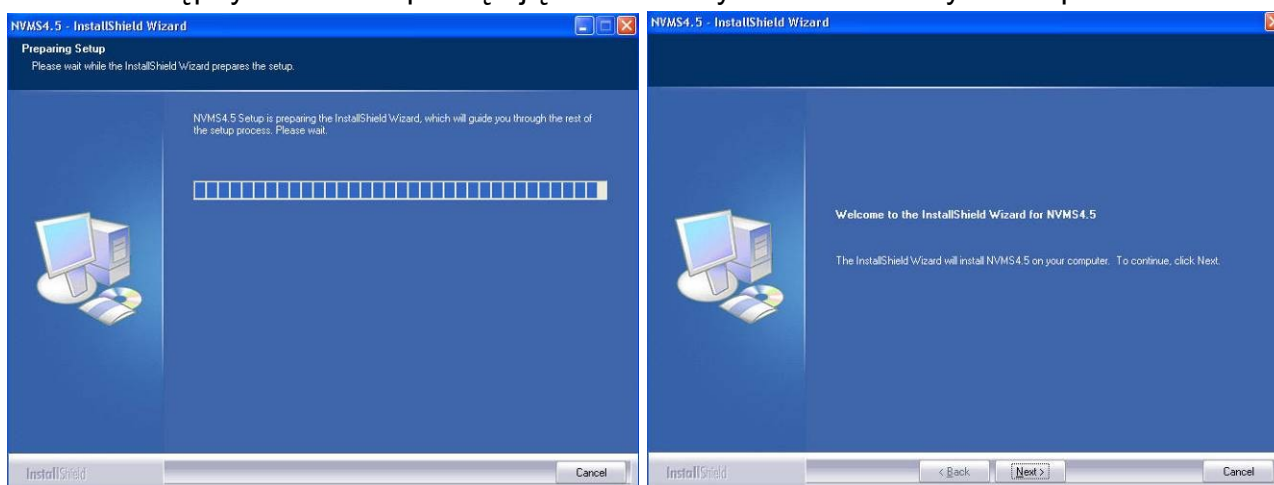 NVMS4.5 - InstallShield Wizard
Preparing Setup
Please wait while the InstallShield Wizard prepares the setup.
NVMS4.5 Setup is preparing the InstallShield Wizard, which will guide you through the rest of
the setup process. Please wait.
InstallShield
Cancel
NVMS4.5 - InstallShield Wizard
Welcome to the InstallShield Wizard for NVMS4.5
The InstallShield Wizard will install NVMS4.5 on your computer. To continue, click Next.
InstallShield
< Back
Next >
Cancel